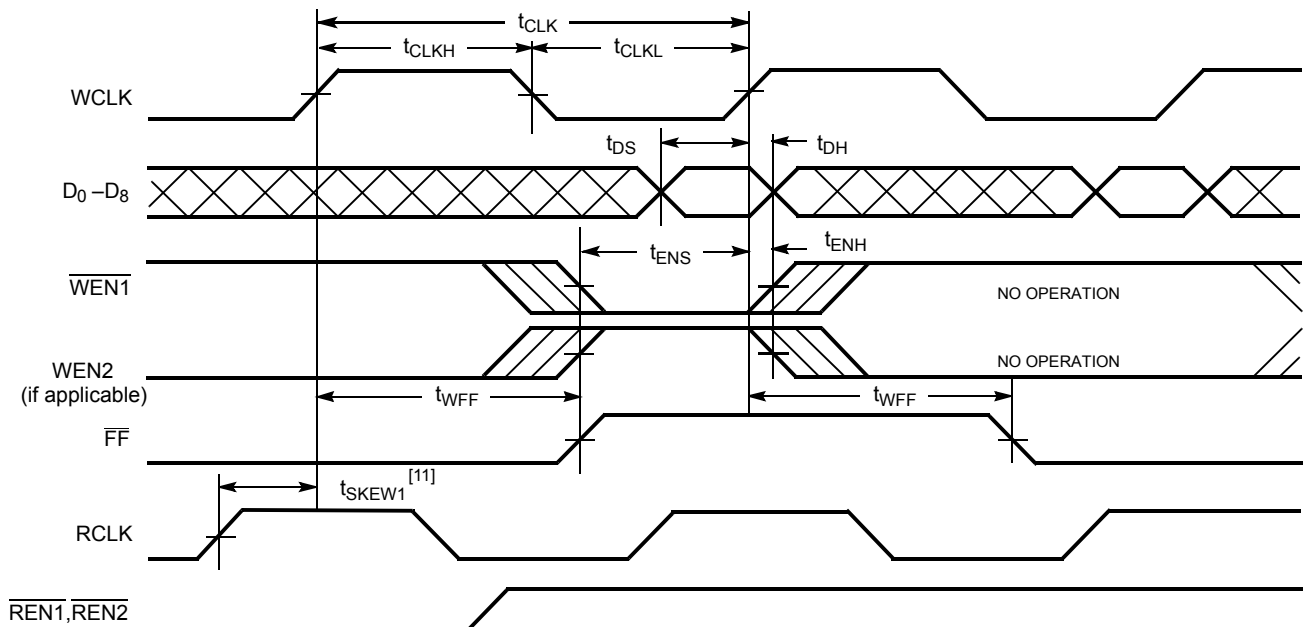 tCLK
tCLKH
tCLKL
WCLK
tDS
tDH
D0 –D8
tENS
tENH
WEN1
NO OPERATION
WEN2
(if applicable)
NO OPERATION
tWFF
tWFF
FF
tSKEW1 [11]
RCLK
REN1,REN2